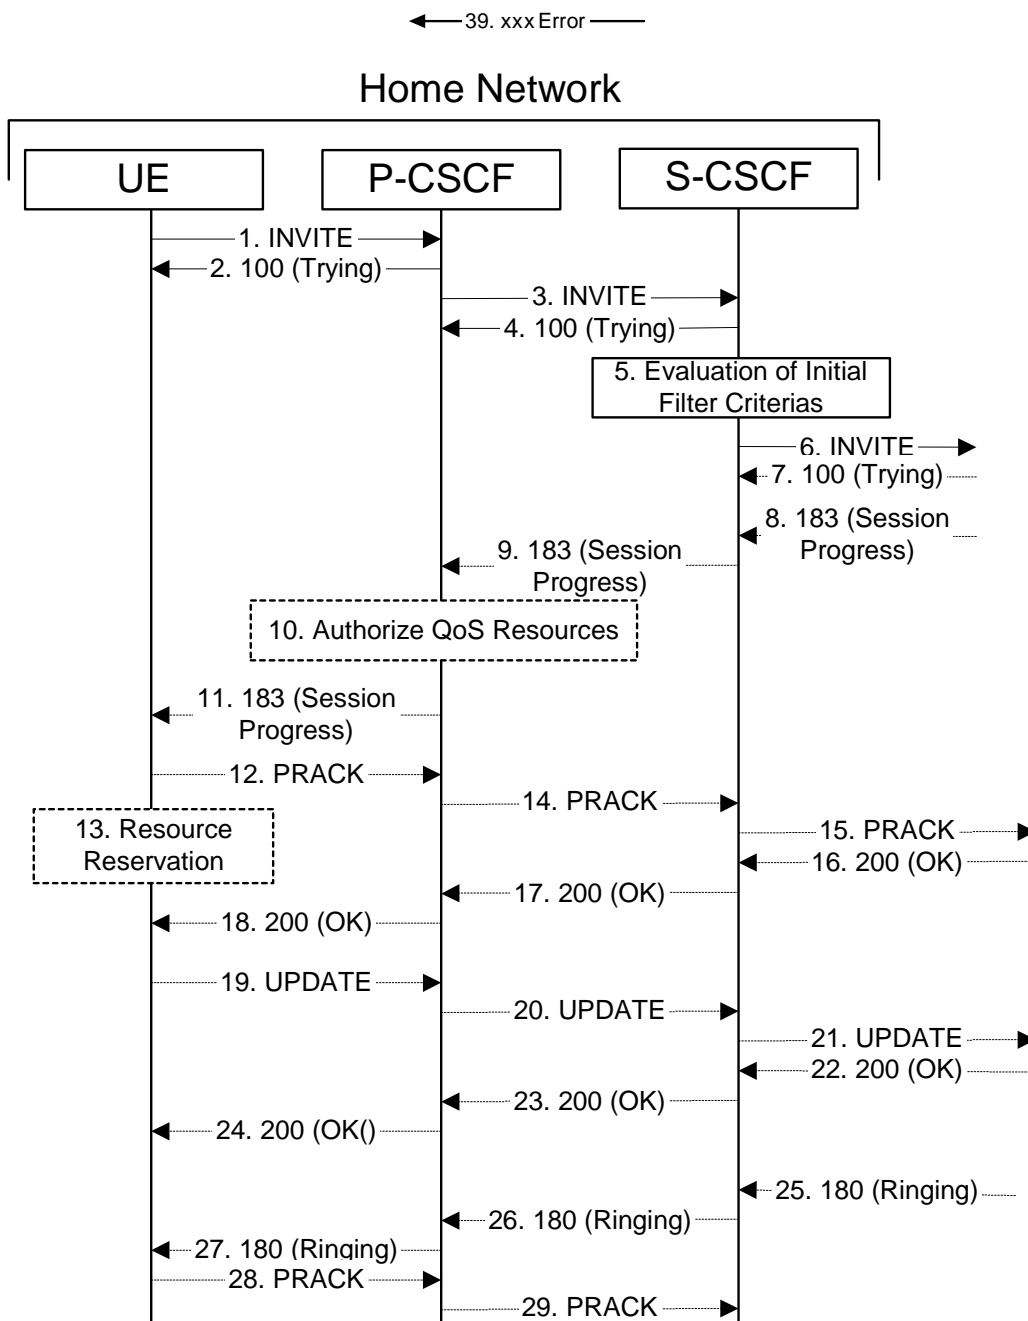 39. xxx Error
Home Network
UE
P-CSCF
S-CSCF
1. INVITE
2. 100 (Trying)
3. INVITE
4. 100 (Trying)
5. Evaluation of Initial
Filter Criterias
6. INVITE
7. 100 (Trying)
8. 183 (Session
Progress)
9. 183 (Session
Progress)
10. Authorize QoS Resources
11. 183 (Session
Progress)
12. PRACK
14. PRACK
13. Resource
Reservation
15. PRACK
16. 200 (OK)
17. 200 (OK)
18. 200 (OK)
19. UPDATE
20. UPDATE
21. UPDATE
22. 200 (OK)
23. 200 (OK)
24. 200 (OK()
25. 180 (Ringing)
26. 180 (Ringing)
27. 180 (Ringing)
28. PRACK
29. PRACK